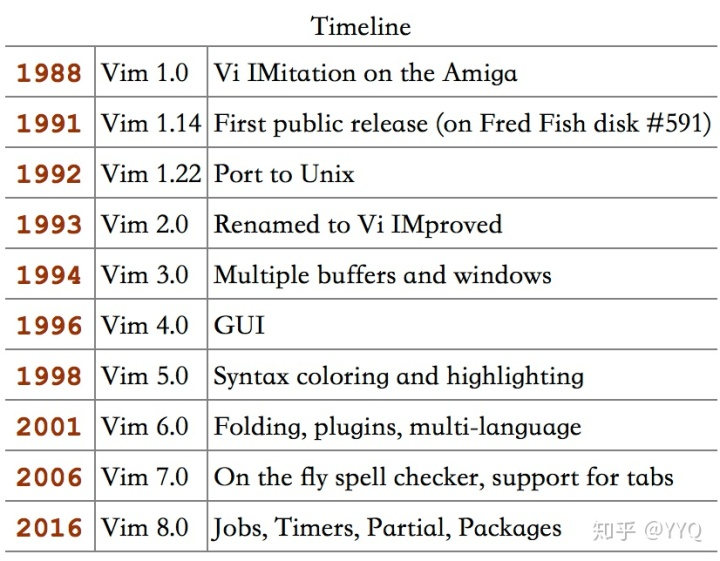 Timeline
1988 Vim 1.0 Vi IMitation on the Amiga
1991 Vim 1.14 First public release (on Fred Fish disk #591)
1992 Vim 1.22 Port to Unix
1993 Vim 2.0 Renamed to Vi IMproved
1994 Vim 3.0 Multiple buffers and windows
1996 Vim 4.0 GUI
1998 Vim 5.0 Syntax coloring and highlighting
2001 Vim 6.0 Folding, plugins, multi-language
2006 Vim 7.0 On the fly spell checker, support for tabs
2016 Vim 8.0 Jobs, Timers, Partial, Packages
知乎 @YYQ